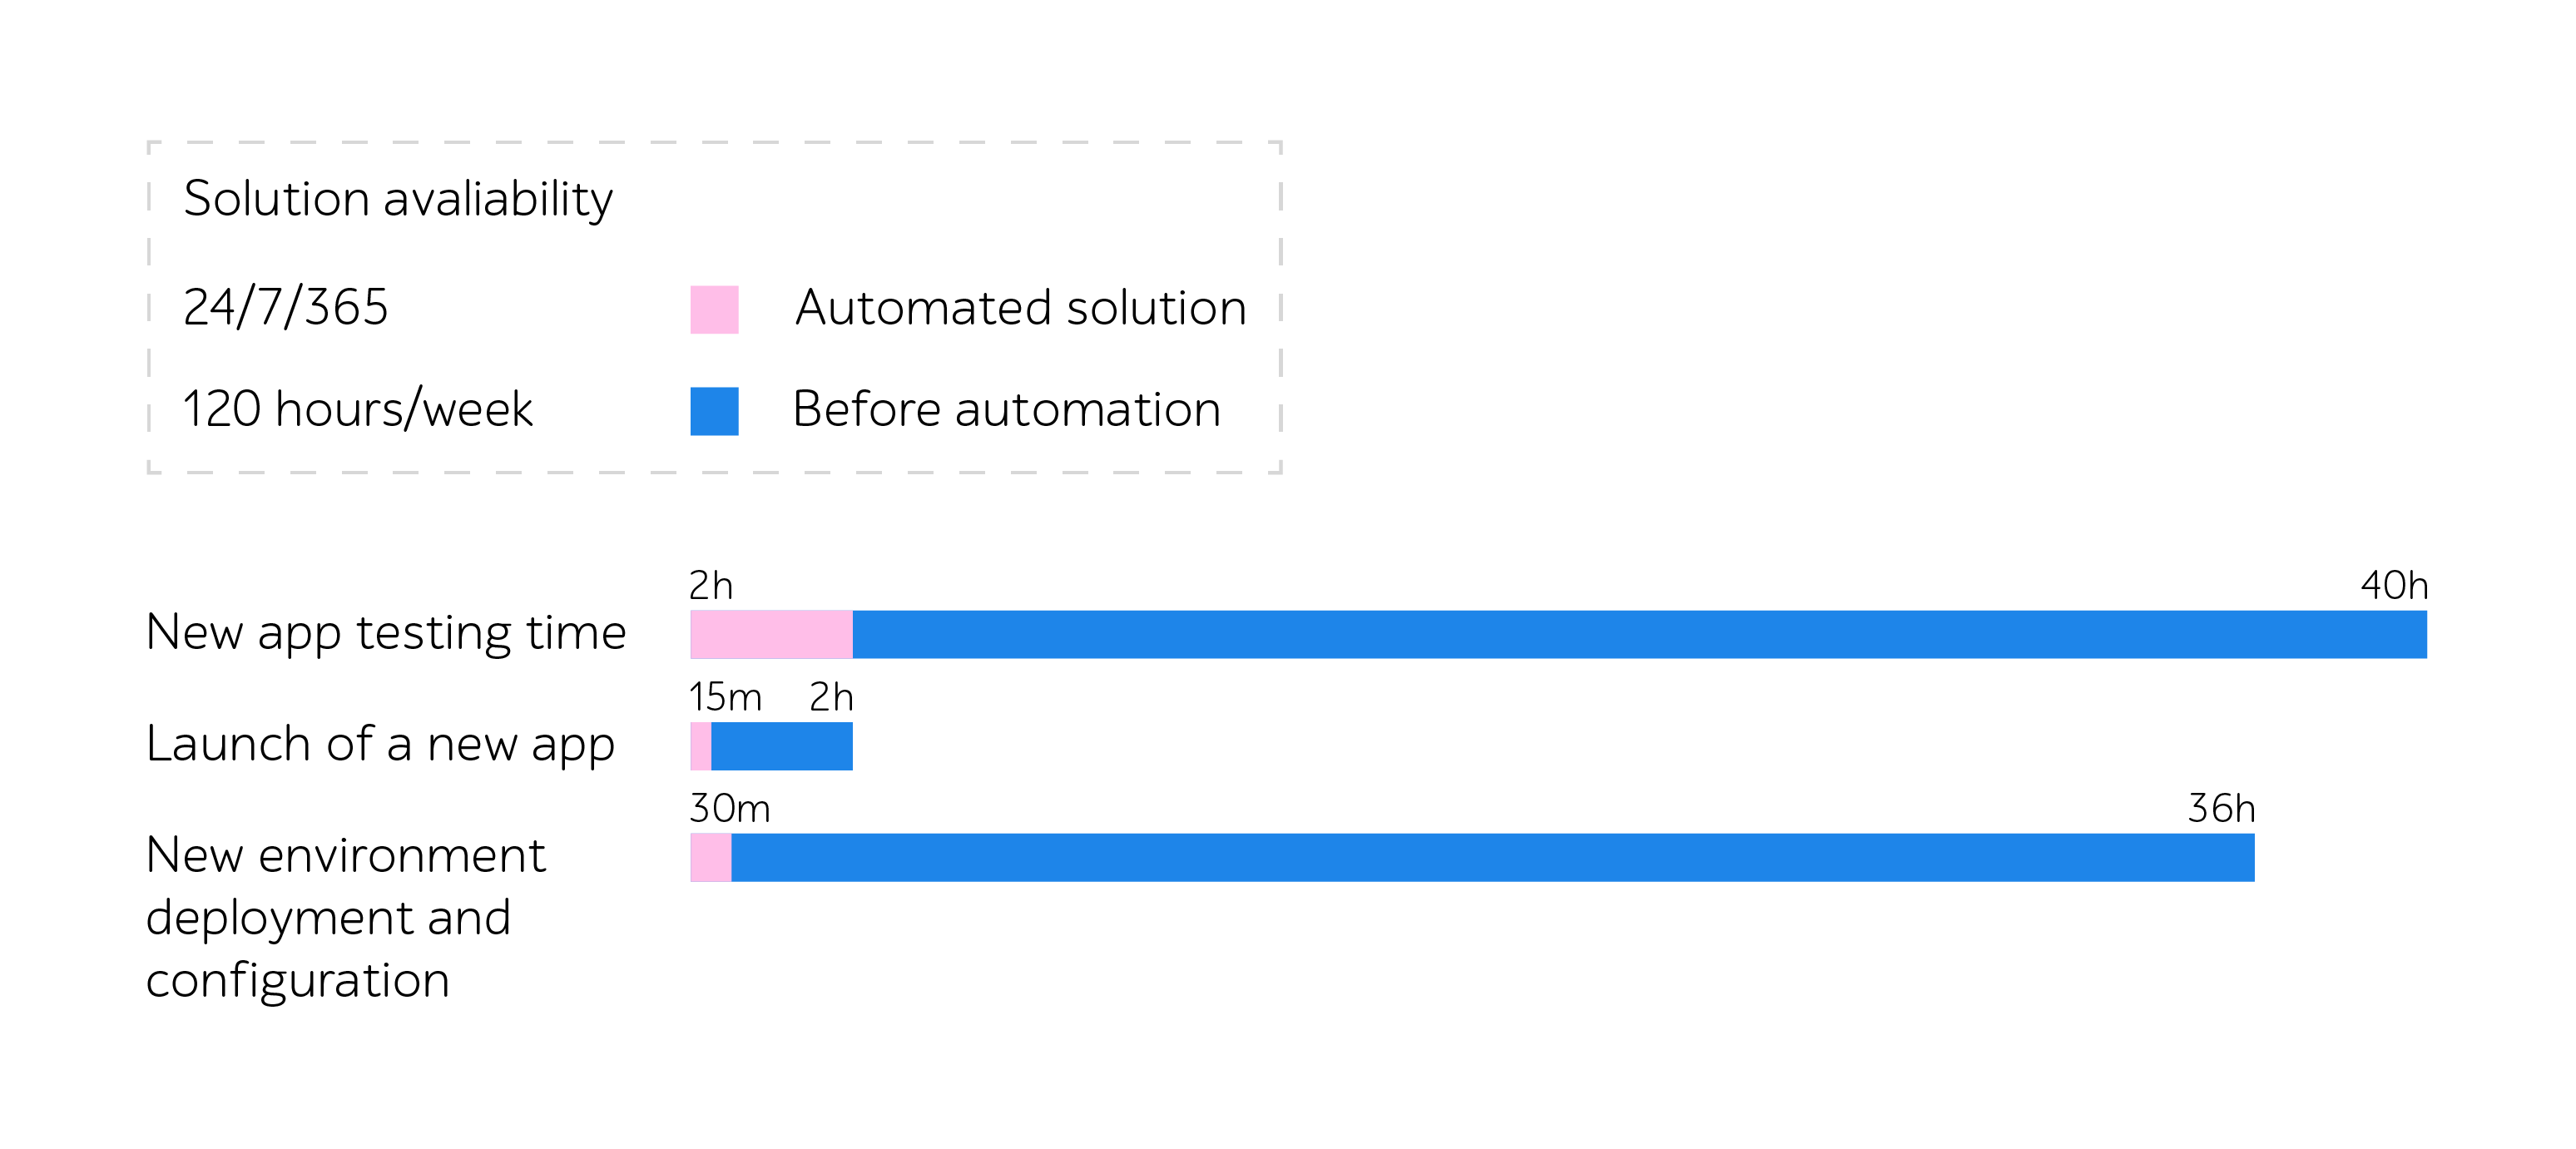 Solution avaliability
24/7/365 Automated solution
120 hours/week Before automation
2h 40h
New app testing time
15m 2h
Launch of a new app
30m 36h
New environment
deployment and
configuration